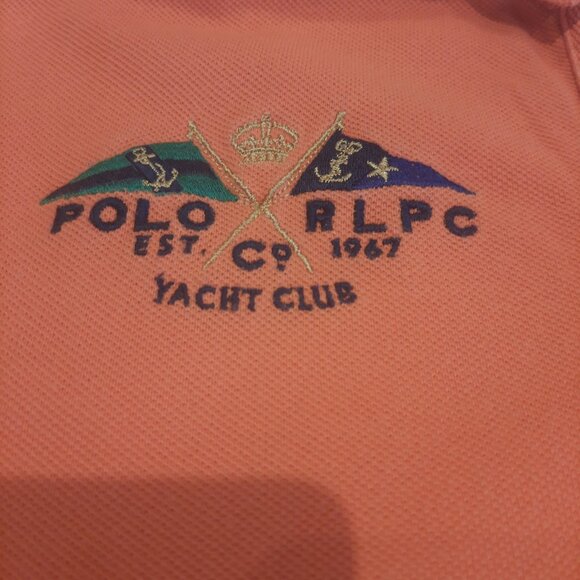 POLO RLPC
EST. Cº 1967
YACHT CLUB